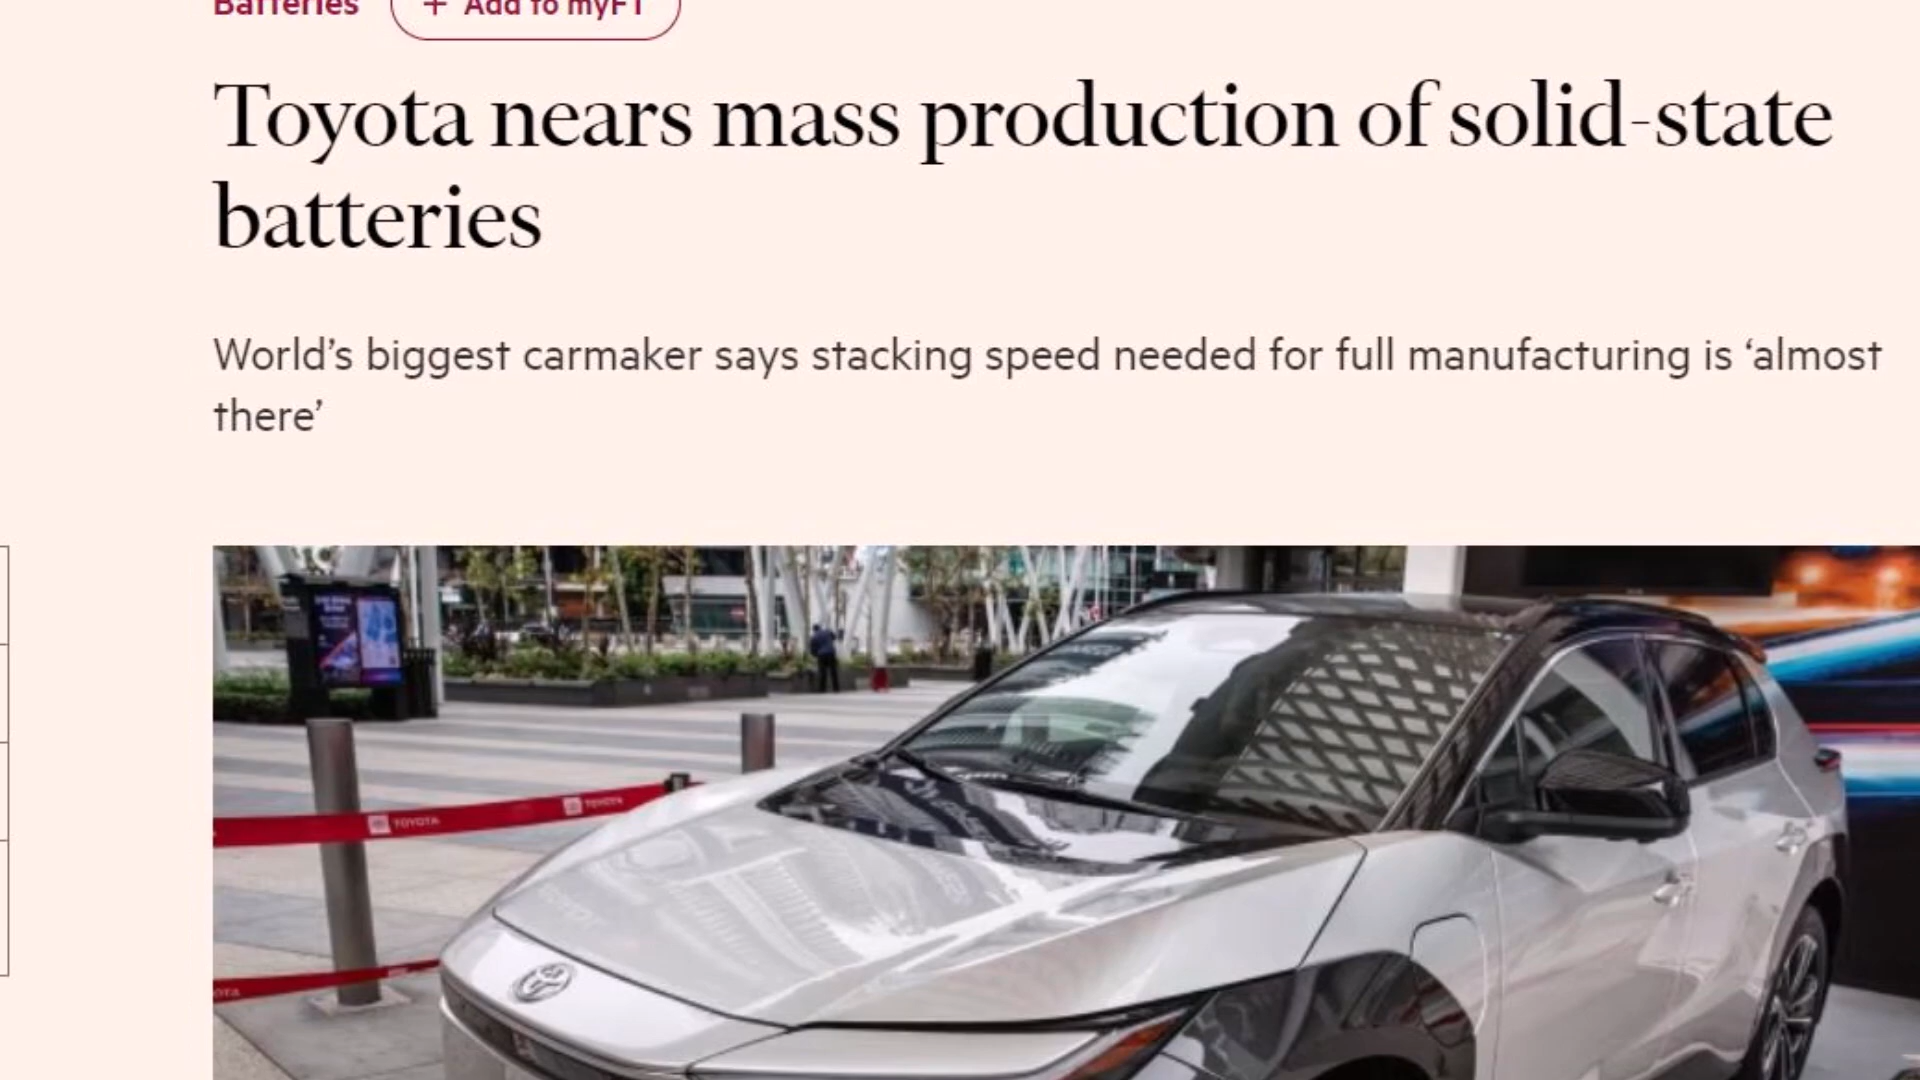 Batteries + Add to myFT
Toyota nears mass production of solid-state
batteries
World’s biggest carmaker says stacking speed needed for full manufacturing is ‘almost
there’
TOYOTA TOYOTA